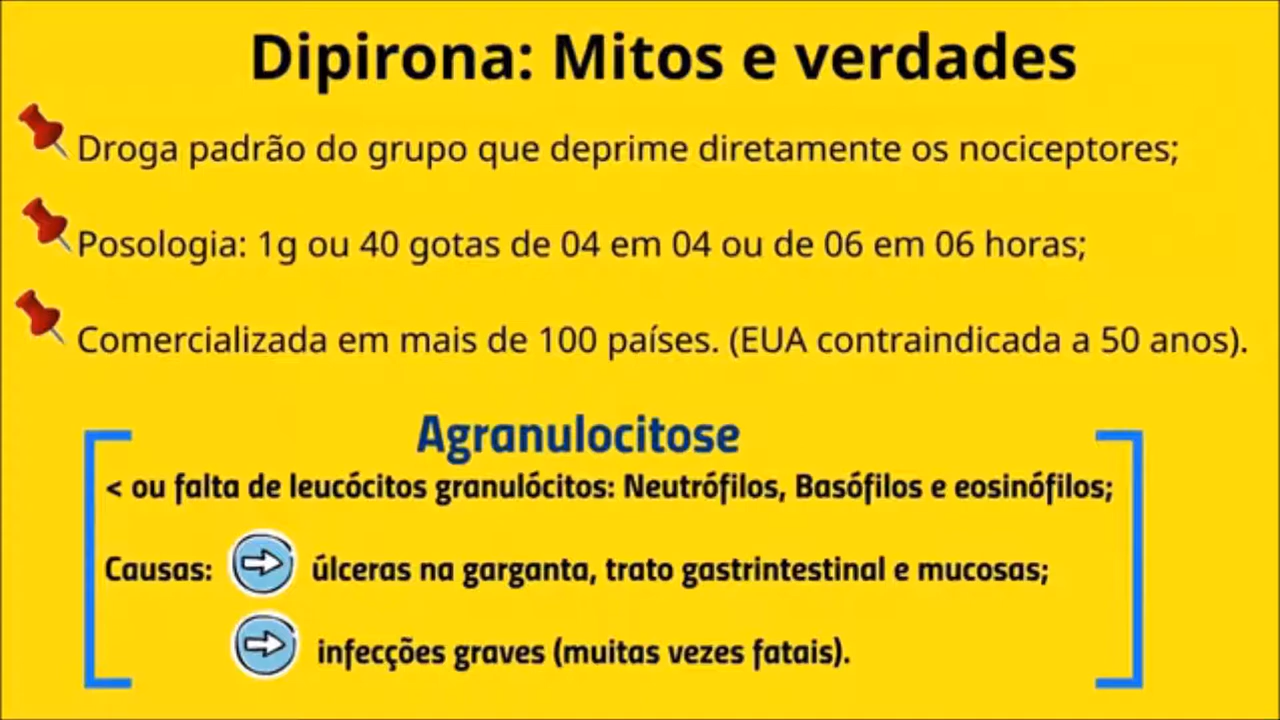 Dipirona: Mitos e verdades
Droga padrão do grupo que deprime diretamente os nociceptores;
Posologia: 1g ou 40 gotas de 04 em 04 ou de 06 em 06 horas;
Comercializada em mais de 100 países. (EUA contraindicada a 50 anos).
Agranulocitose
< ou falta de leucócitos granulócitos: Neutrófilos, Basófilos e eosinófilos;
Causas: úlceras na garganta, trato gastrintestinal e mucosas;
infecções graves (muitas vezes fatais).